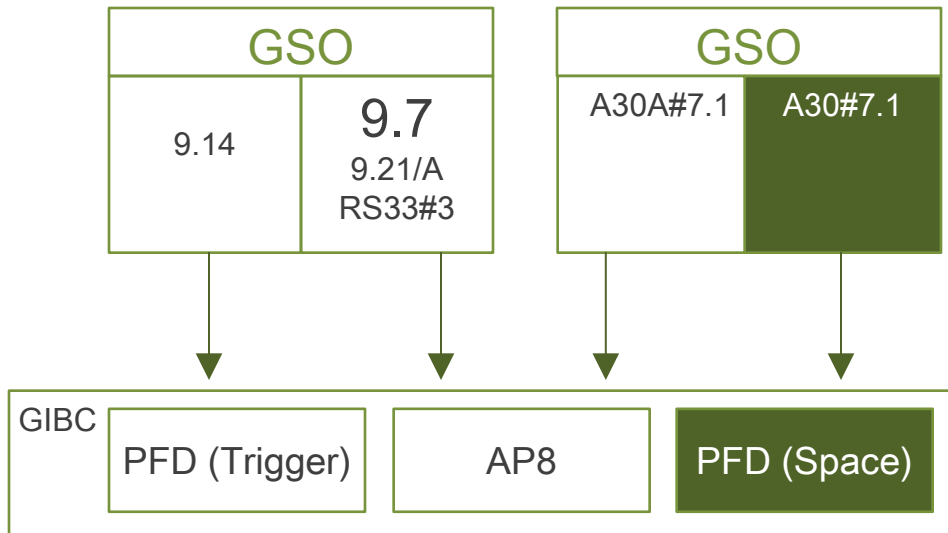 GSO
9.14
9.7
9.21/A
RS33#3
GSO
A30A#7.1
A30#7.1
GIBC
PFD (Trigger)
AP8
PFD (Space)